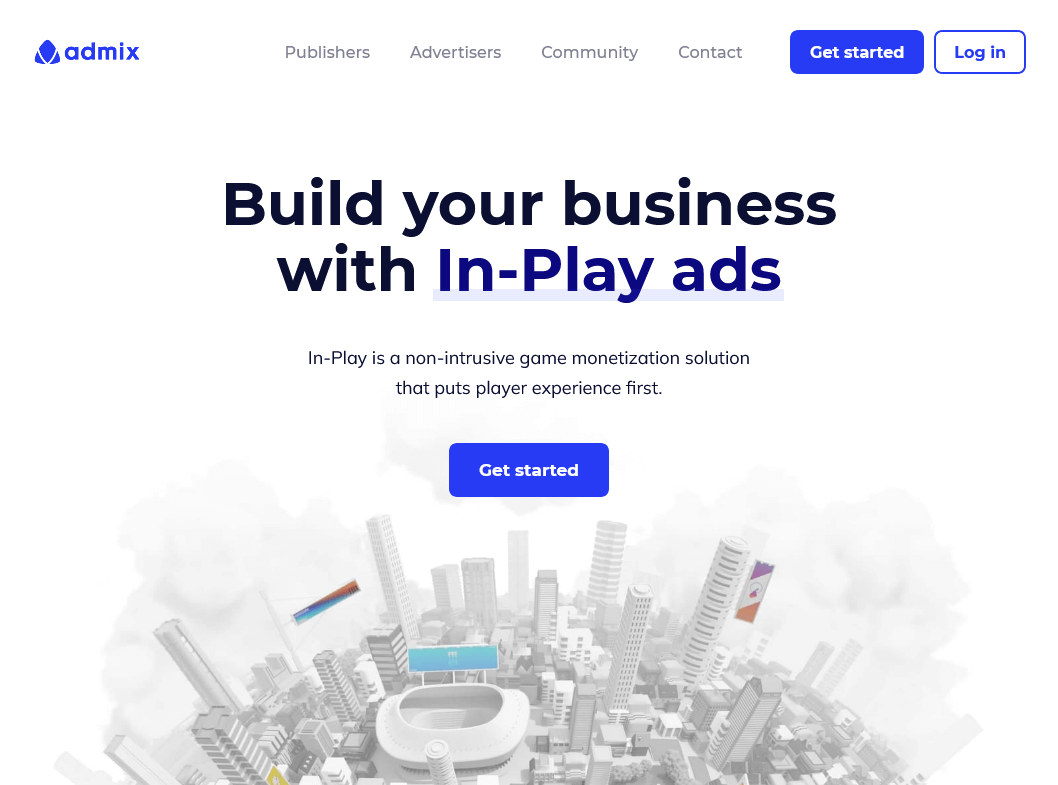 admix
Publishers
Advertisers
Community
Contact
Get started
Log in
Build your business
with In-Play ads
In-Play is a non-intrusive game monetization solution
that puts player experience first.
Get started